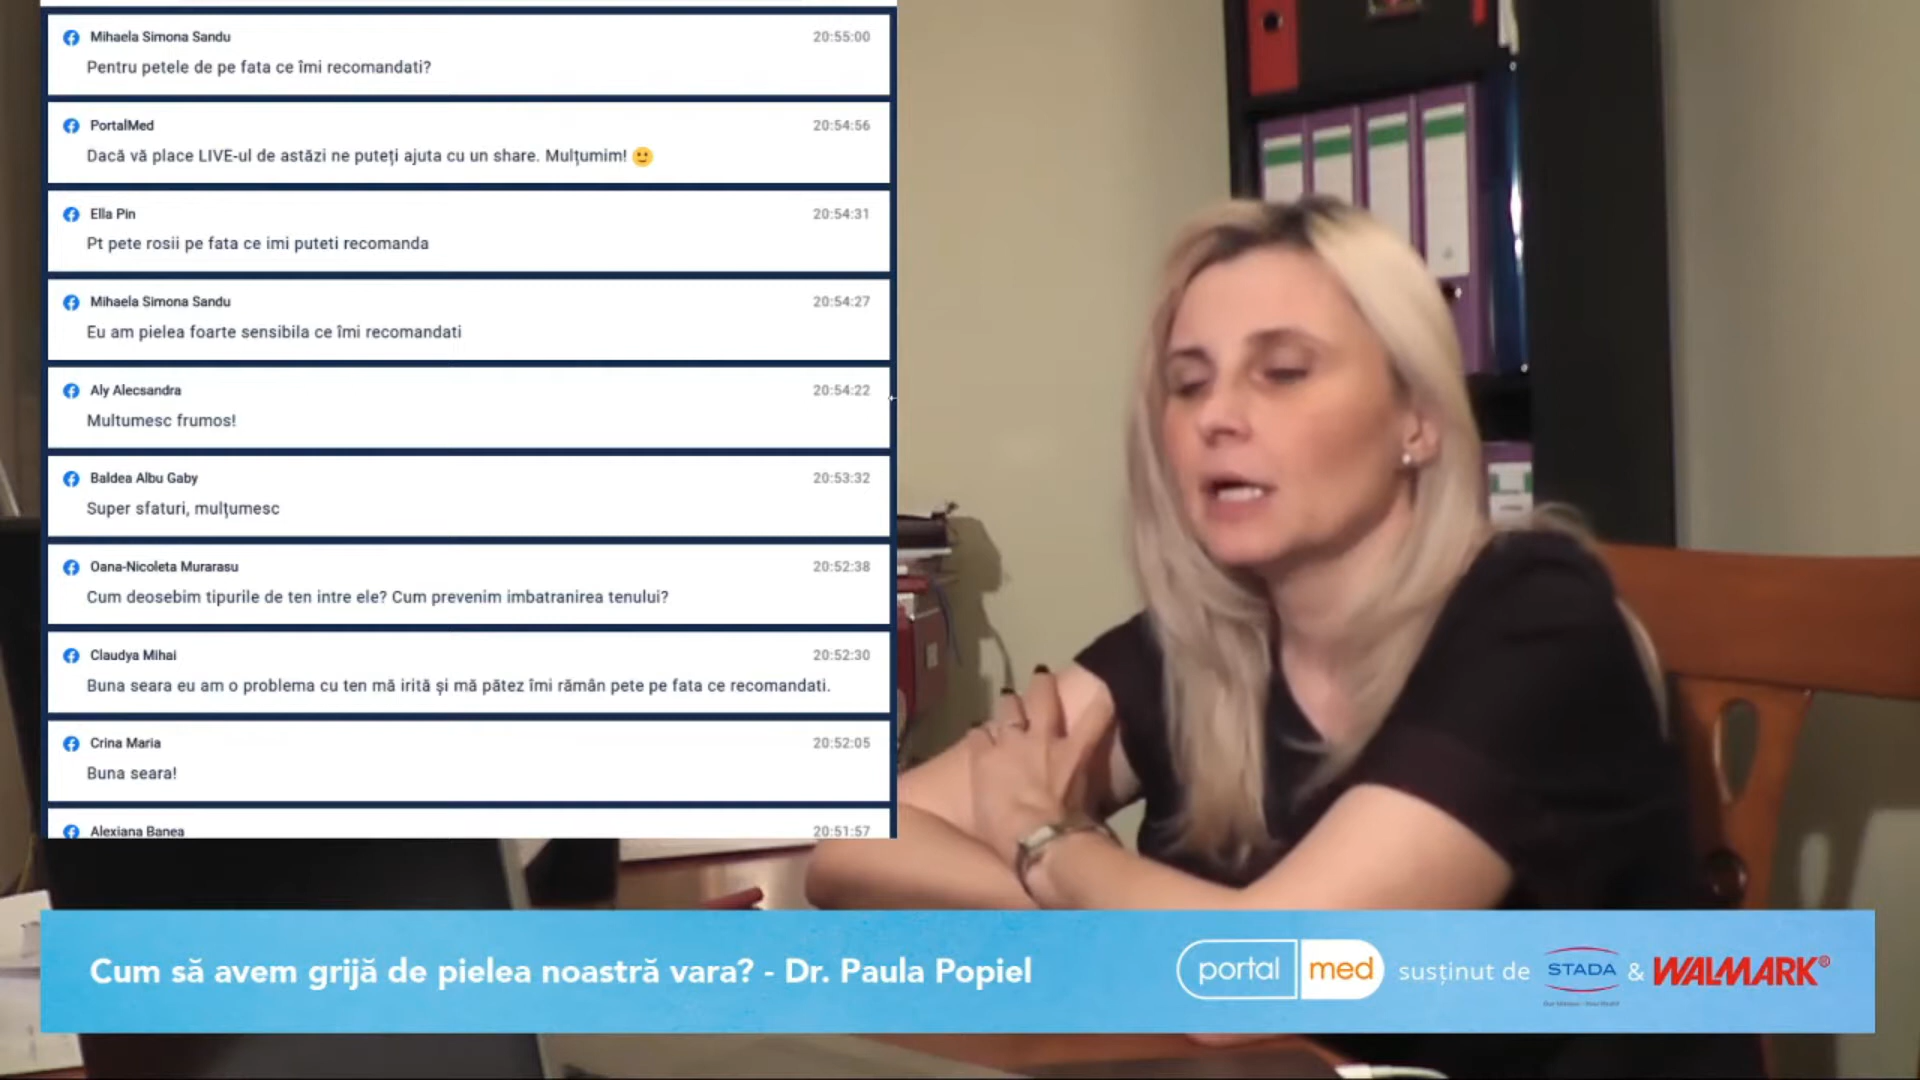 Mihaela Simona Sandu 20:55:00
Pentru petele de pe fata ce îmi recomandati?
PortalMed 20:54:56
Dacă vă place LIVE-ul de astăzi ne puteți ajuta cu un share. Mulțumim! 🙂
Ella Pin 20:54:31
Pt pete rosii pe fata ce imi puteti recomanda
Mihaela Simona Sandu 20:54:27
Eu am pielea foarte sensibila ce îmi recomandati
Aly Alecsandra 20:54:22
Multumesc frumos!
Baldea Albu Gaby 20:53:32
Super sfaturi, mulțumesc
Oana-Nicoleta Murarasu 20:52:38
Cum deosebim tipurile de ten intre ele? Cum prevenim imbatranirea tenului?
Claudya Mihai 20:52:30
Buna seara eu am o problema cu ten mă irită și mă pătez îmi rămân pete pe fata ce recomandati.
Crina Maria 20:52:05
Buna seara!
Alexiana Banea 20:51:57
Cum să avem grijă de pielea noastră vara? - Dr. Paula Popiel
portal med susținut de STADA & WALMARK®